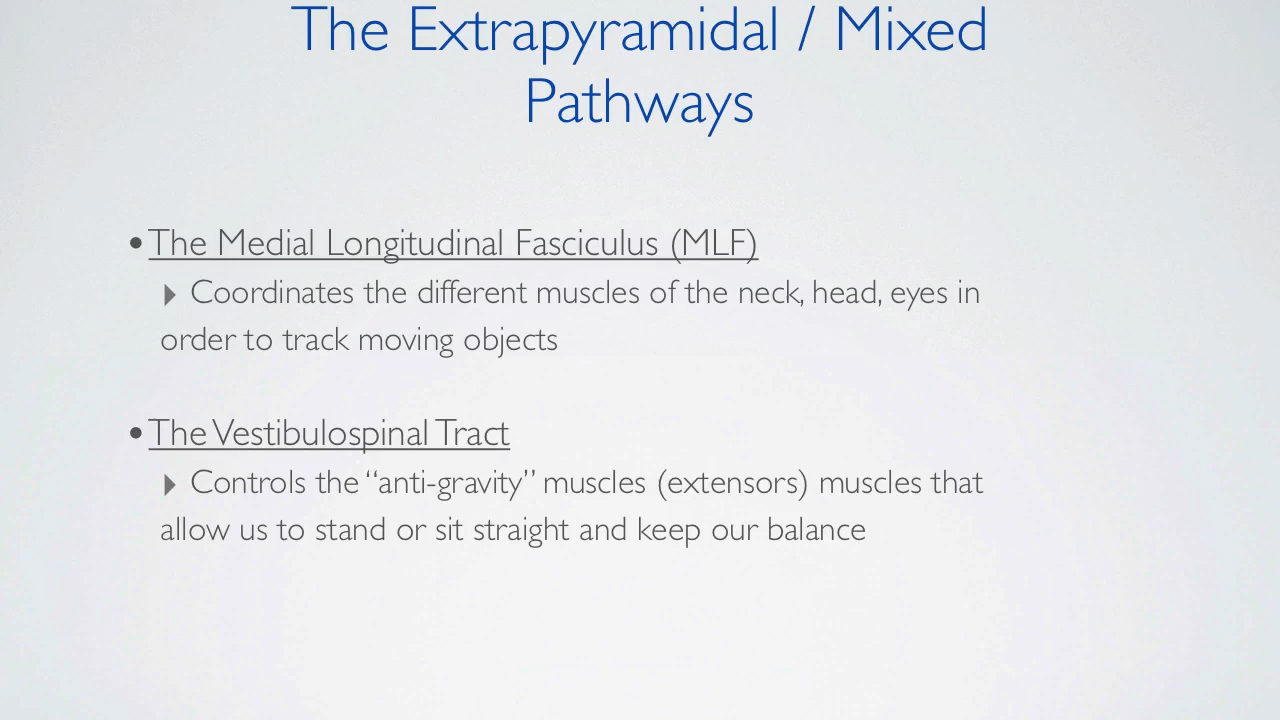 The Extrapyramidal / Mixed
Pathways
•The Medial Longitudinal Fasciculus (MLF)
‣ Coordinates the different muscles of the neck, head, eyes in
order to track moving objects
•The Vestibulospinal Tract
‣ Controls the “anti-gravity” muscles (extensors) muscles that
allow us to stand or sit straight and keep our balance